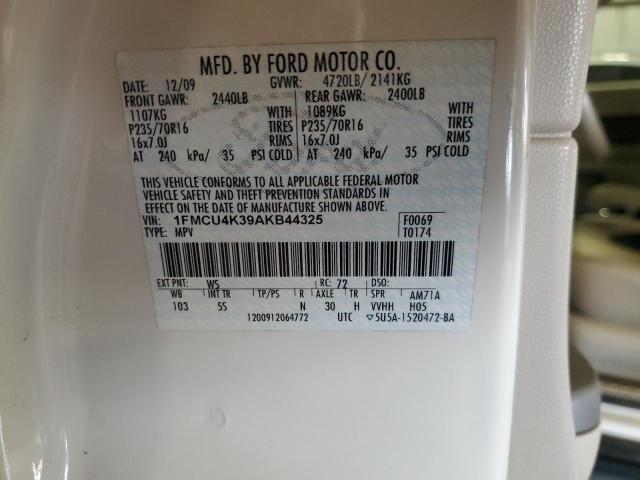 MFD. BY FORD MOTOR CO.
DATE: 12/09 GVWR: 4720LB/ 2141KG
FRONT GAWR: 2440LB REAR GAWR: 2400LB
1107KG WITH 1089KG WITH
P235/70R16 TIRES P235/70R16 TIRES
16x7.0J RIMS 16x7.0J RIMS
AT 240 kPa/ 35 PSI COLD AT 240 kPa/ 35 PSI COLD
THIS VEHICLE CONFORMS TO ALL APPLICABLE FEDERAL MOTOR
VEHICLE SAFETY AND THEFT PREVENTION STANDARDS IN
EFFECT ON THE DATE OF MANUFACTURE SHOWN ABOVE.
VIN: 1FMCU4K39AKB44325 F0069
TYPE: MPV T0174
EXT PNT: WS RC: 72 DSO:
WB INT TR TP/PS R AXLE TR SPR AM71A
103 5S N 30 H VVHH H05
1200912064772 UTC ▽5U5A-1520472-BA